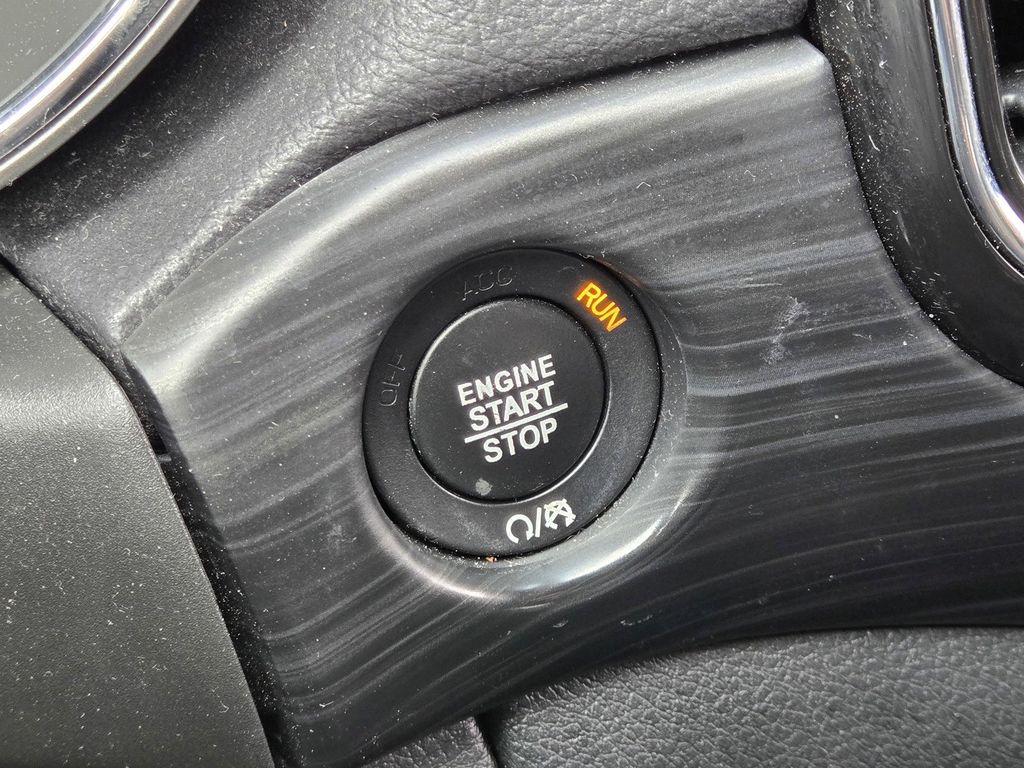 ACC
RUN
OFF
ENGINE
START
STOP